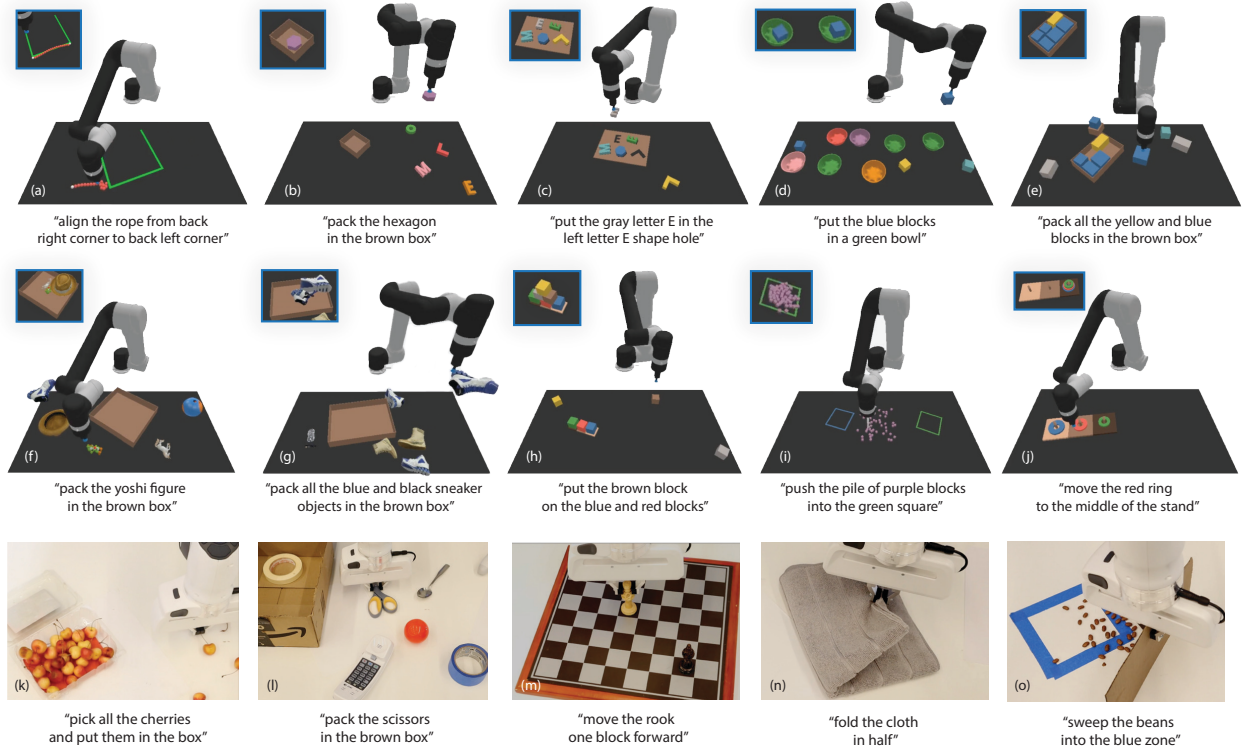 (a)
"align the rope from back
right corner to back left corner"
(b)
"pack the hexagon
in the brown box"
(c)
"put the gray letter E in the
left letter E shape hole"
(d)
"put the blue blocks
in a green bowl"
(e)
"pack all the yellow and blue
blocks in the brown box"
(f)
"pack the yoshi figure
in the brown box"
(g)
"pack all the blue and black sneaker
objects in the brown box"
(h)
"put the brown block
on the blue and red blocks"
(i)
"push the pile of purple blocks
into the green square"
(j)
"move the red ring
to the middle of the stand"
(k)
"pick all the cherries
and put them in the box"
(l)
"pack the scissors
in the brown box"
(m)
"move the rook
one block forward"
(n)
"fold the cloth
in half"
(o)
"sweep the beans
into the blue zone"